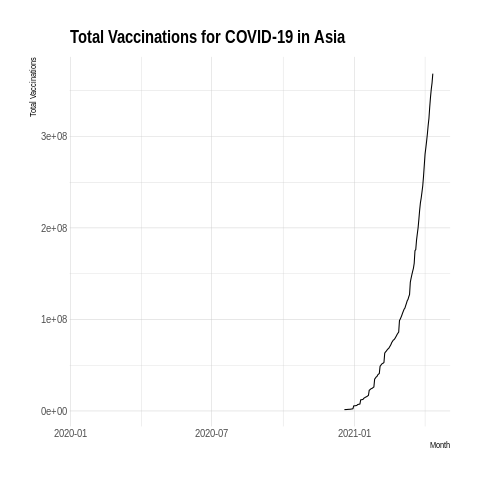 Total Vaccinations for COVID-19 in Asia
Total Vaccinations
3e+08
2e+08
1e+08
0e+00
2020-01
2020-07
2021-01
Month